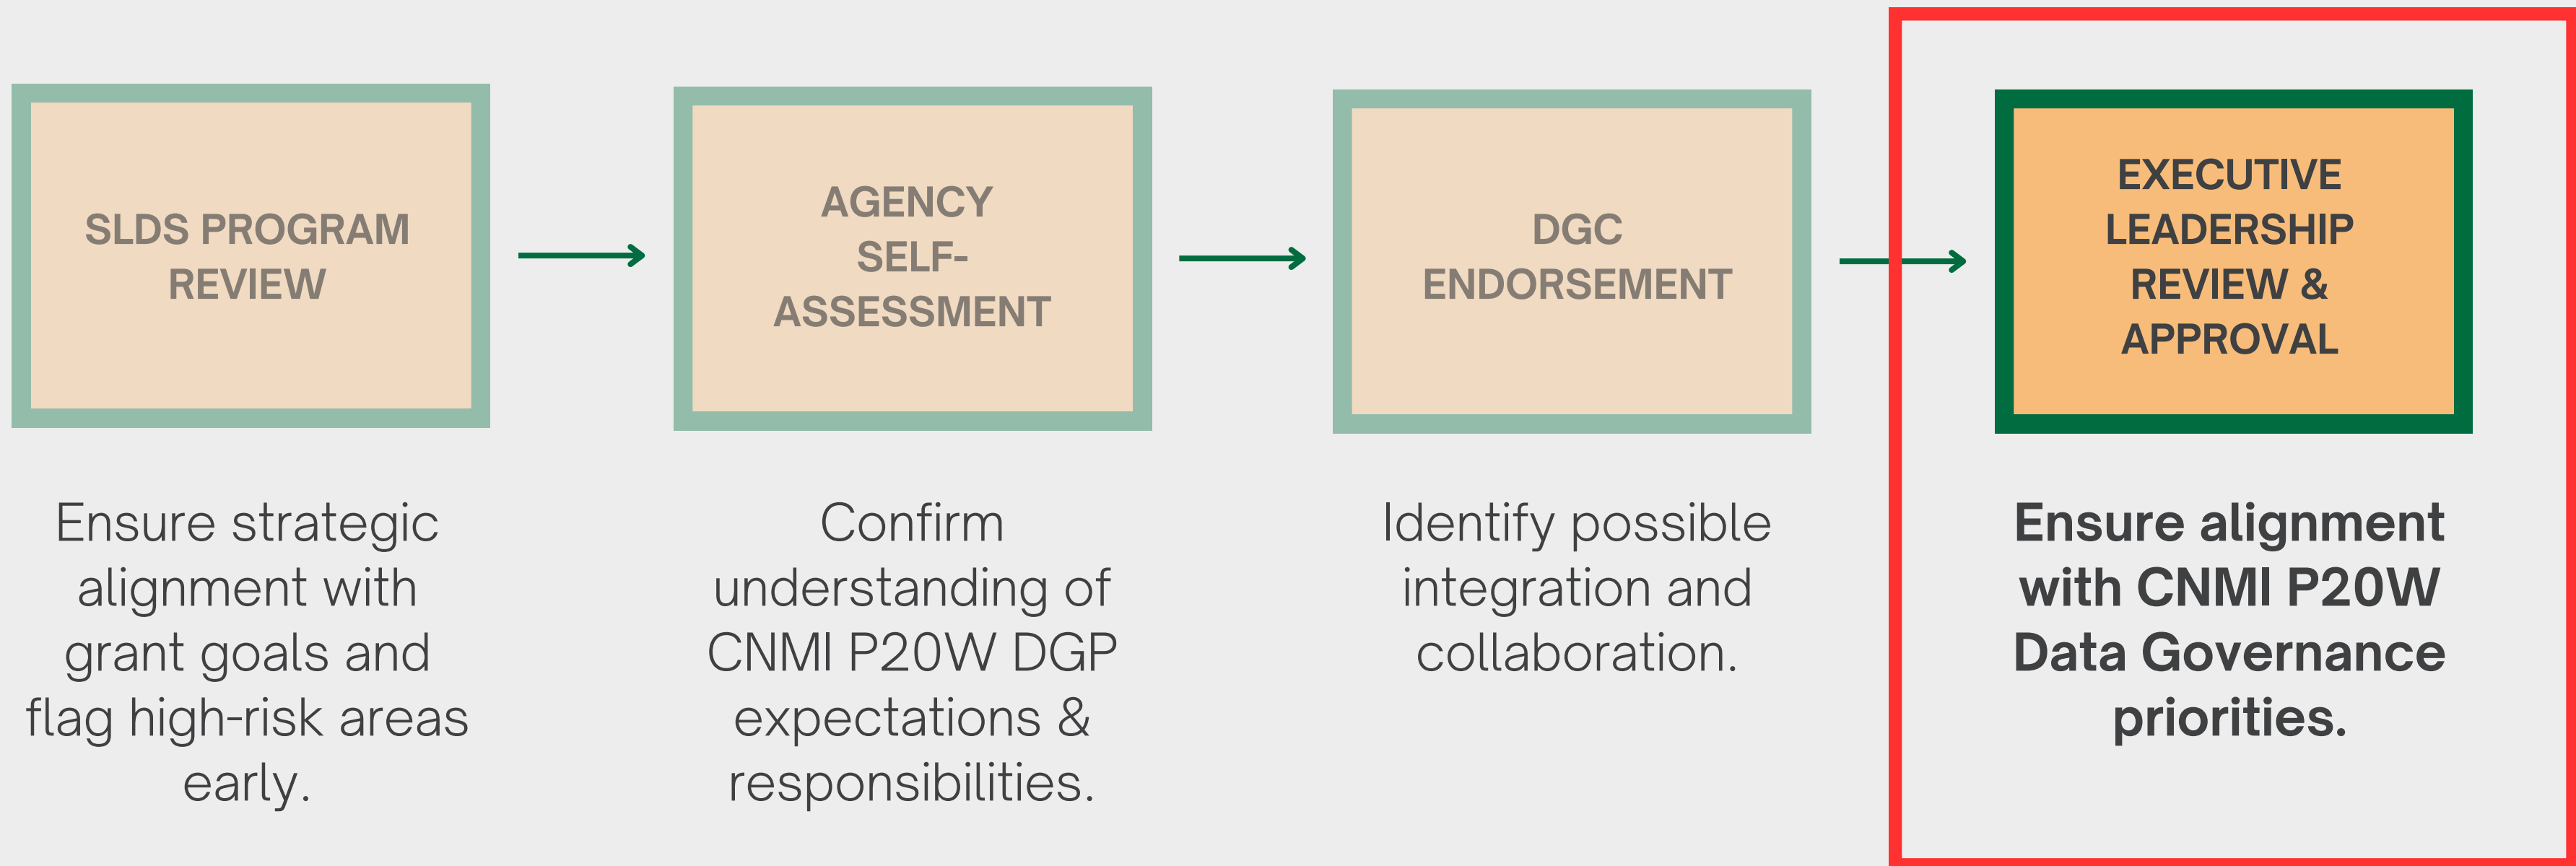 SLDS PROGRAM
REVIEW
AGENCY
SELF-
ASSESSMENT
DGC
ENDORSEMENT
EXECUTIVE
LEADERSHIP
REVIEW &
APPROVAL
Ensure strategic
alignment with
grant goals and
flag high-risk areas
early.
Confirm
understanding of
CNMI P20W DGP
expectations &
responsibilities.
Identify possible
integration and
collaboration.
Ensure alignment
with CNMI P20W
Data Governance
priorities.